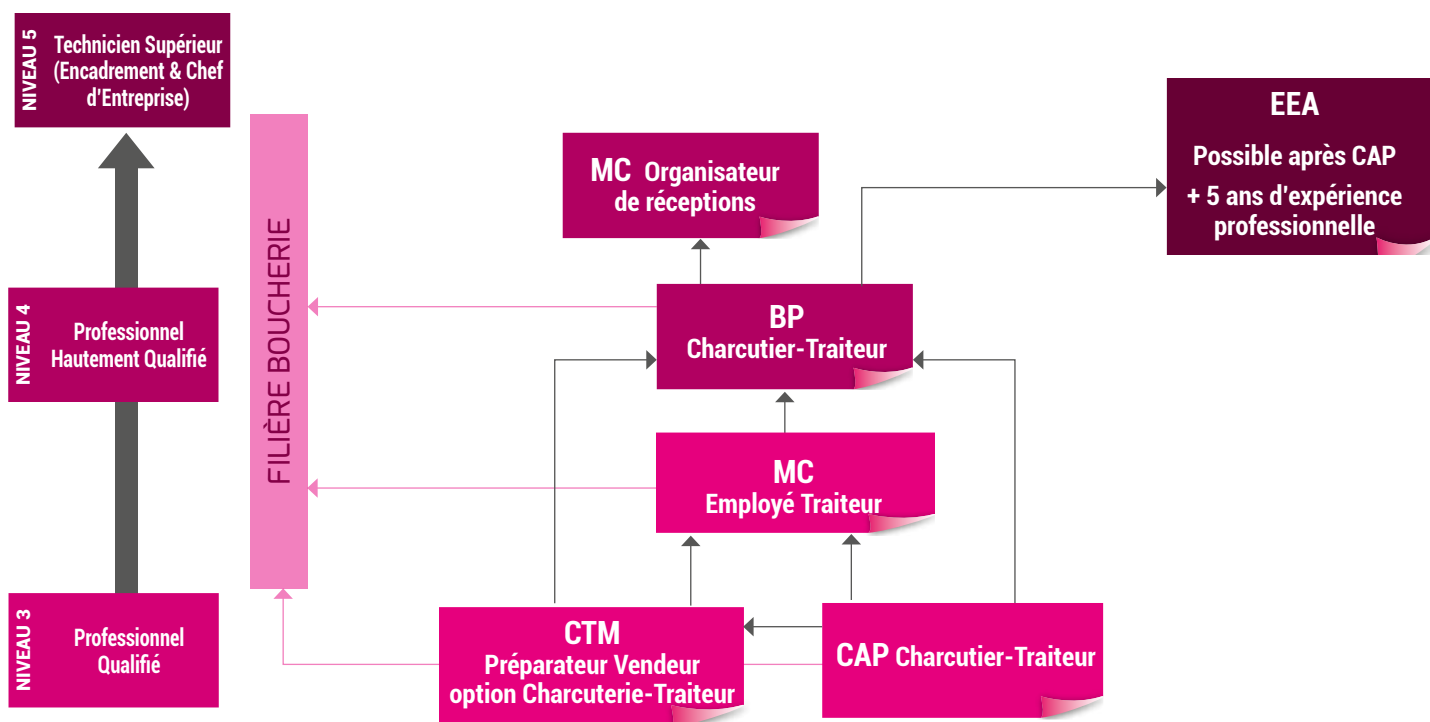 NIVEAU 5
Technicien Supérieur
(Encadrement & Chef
d'Entreprise)
NIVEAU 4
Professionnel
Hautement Qualifié
NIVEAU 3
Professionnel
Qualifié
FILIÈRE BOUCHERIE
MC Organisateur
de réceptions
EEA
Possible après CAP
+ 5 ans d'expérience
professionnelle
BP
Charcutier-Traiteur
MC
Employé Traiteur
CTM
Préparateur Vendeur
option Charcuterie-Traiteur
CAP Charcutier-Traiteur